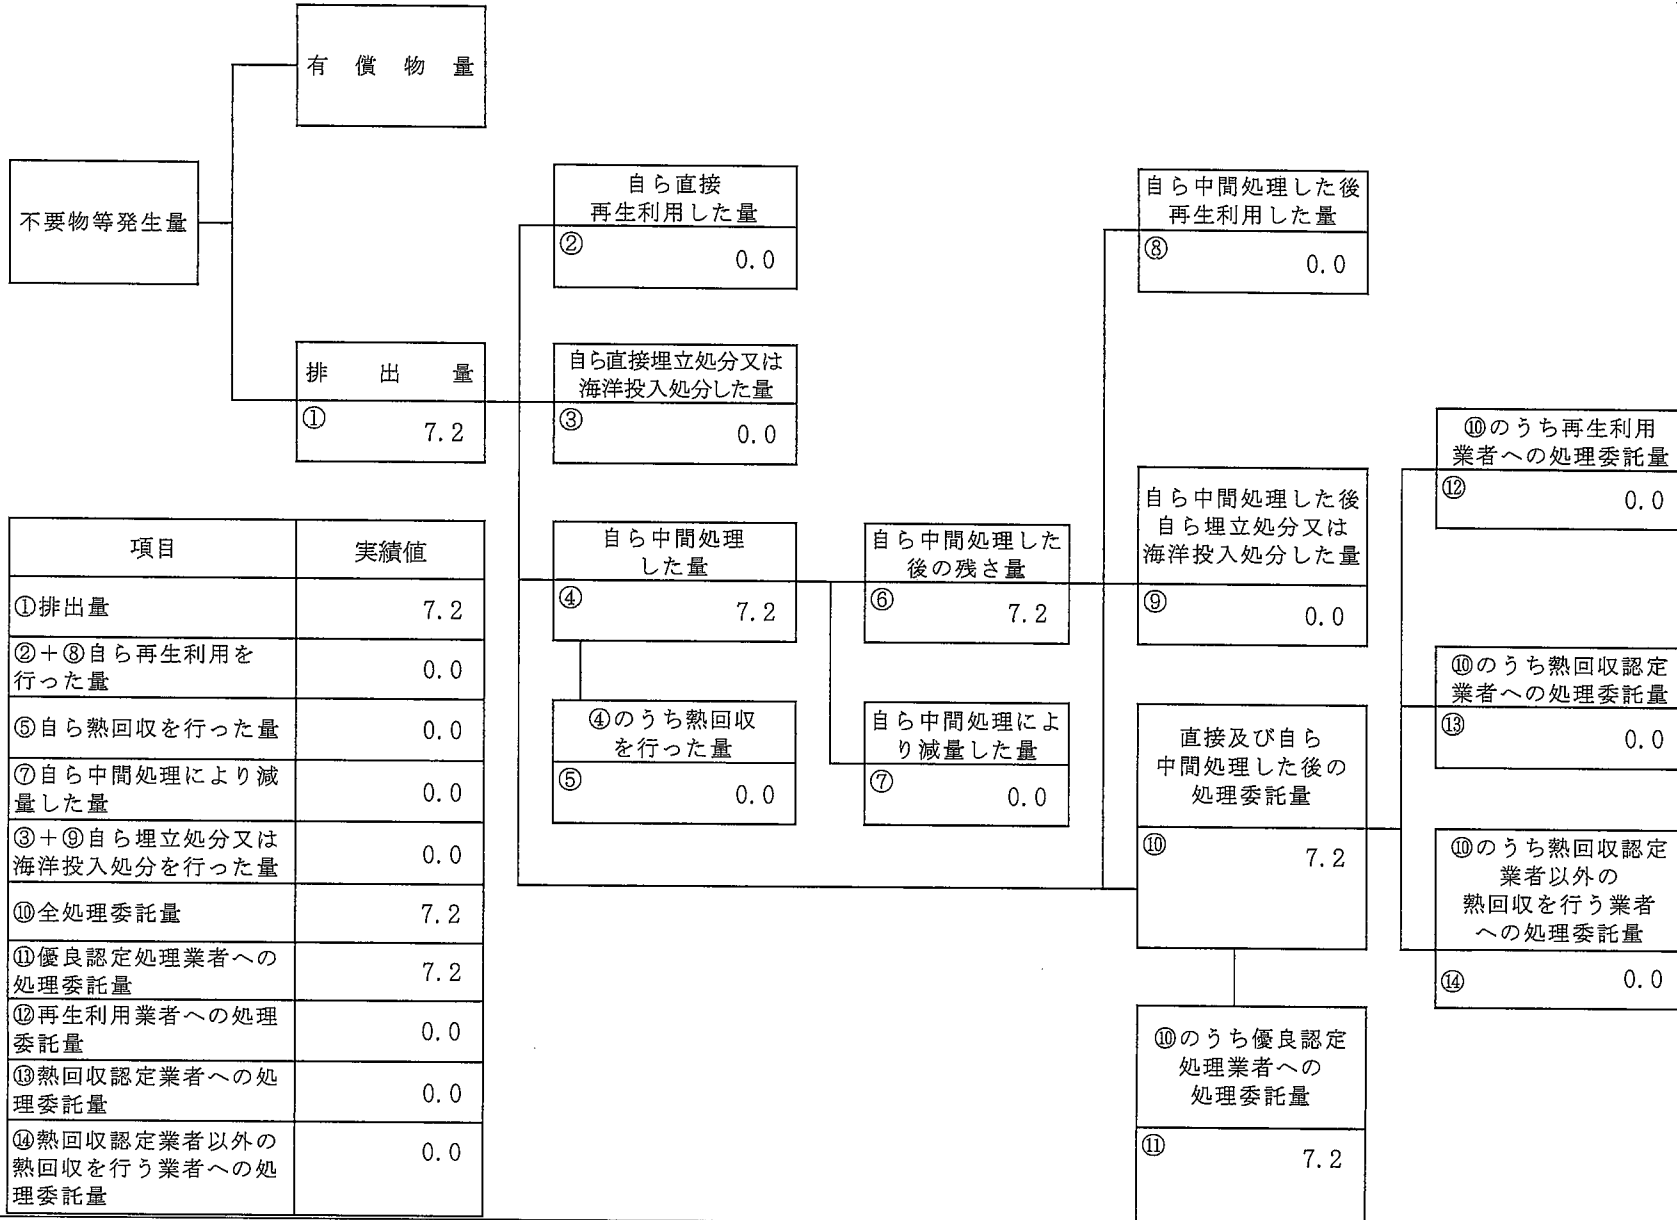 有償物量
不要物等発生量
排出量
① 7.2
自ら直接
再生利用した量
② 0.0
自ら直接埋立処分又は
海洋投入処分した量
③ 0.0
自ら中間処理
した量
④ 7.2
④のうち熱回収
を行った量
⑤ 0.0
自ら中間処理した
後の残さ量
⑥ 7.2
自ら中間処理によ
り減量した量
⑦ 0.0
自ら中間処理した後
再生利用した量
⑧ 0.0
自ら中間処理した後
自ら埋立処分又は
海洋投入処分した量
⑨ 0.0
直接及び自ら
中間処理した後の
処理委託量
⑩ 7.2
⑩のうち優良認定
処理業者への
処理委託量
⑪ 7.2
⑩のうち再生利用
業者への処理委託量
⑫ 0.0
⑩のうち熱回収認定
業者への処理委託量
⑬ 0.0
⑩のうち熱回収認定
業者以外の
熱回収を行う業者
への処理委託量
⑭ 0.0
項目 実績値
①排出量 7.2
②+⑧自ら再生利用を
行った量 0.0
⑤自ら熱回収を行った量 0.0
⑦自ら中間処理により減
量した量 0.0
③+⑨自ら埋立処分又は
海洋投入処分を行った量 0.0
⑩全処理委託量 7.2
⑪優良認定処理業者への
処理委託量 7.2
⑫再生利用業者への処理
委託量 0.0
⑬熱回収認定業者への処
理委託量 0.0
⑭熱回収認定業者以外の
熱回収を行う業者への処
理委託量 0.0